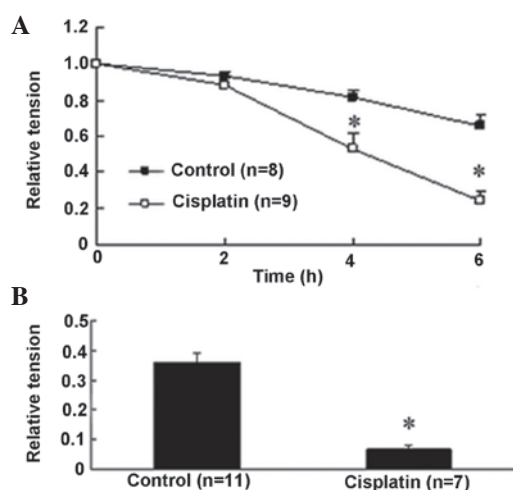 A
Relative tension
1.2
1.0
0.8
0.6
0.4
0.2
0
*
*
Control (n=8)
Cisplatin (n=9)
0
2
4
6
Time (h)
B
Relative tension
0.5
0.4
0.3
0.2
0.1
0
*
Control (n=11)
Cisplatin (n=7)